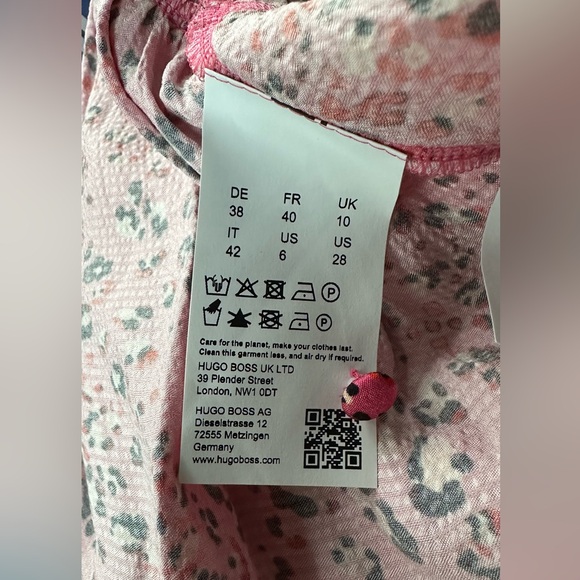 DE FR UK
38 40 10
IT US US
42 6 28
Care for the planet, make your clothes last.
Clean this garment less, and air dry if required.
HUGO BOSS UK LTD
39 Plender Street
London, NW1 0DT
HUGO BOSS AG
Dieselstrasse 12
72555 Metzingen
Germany
www.hugoboss.com